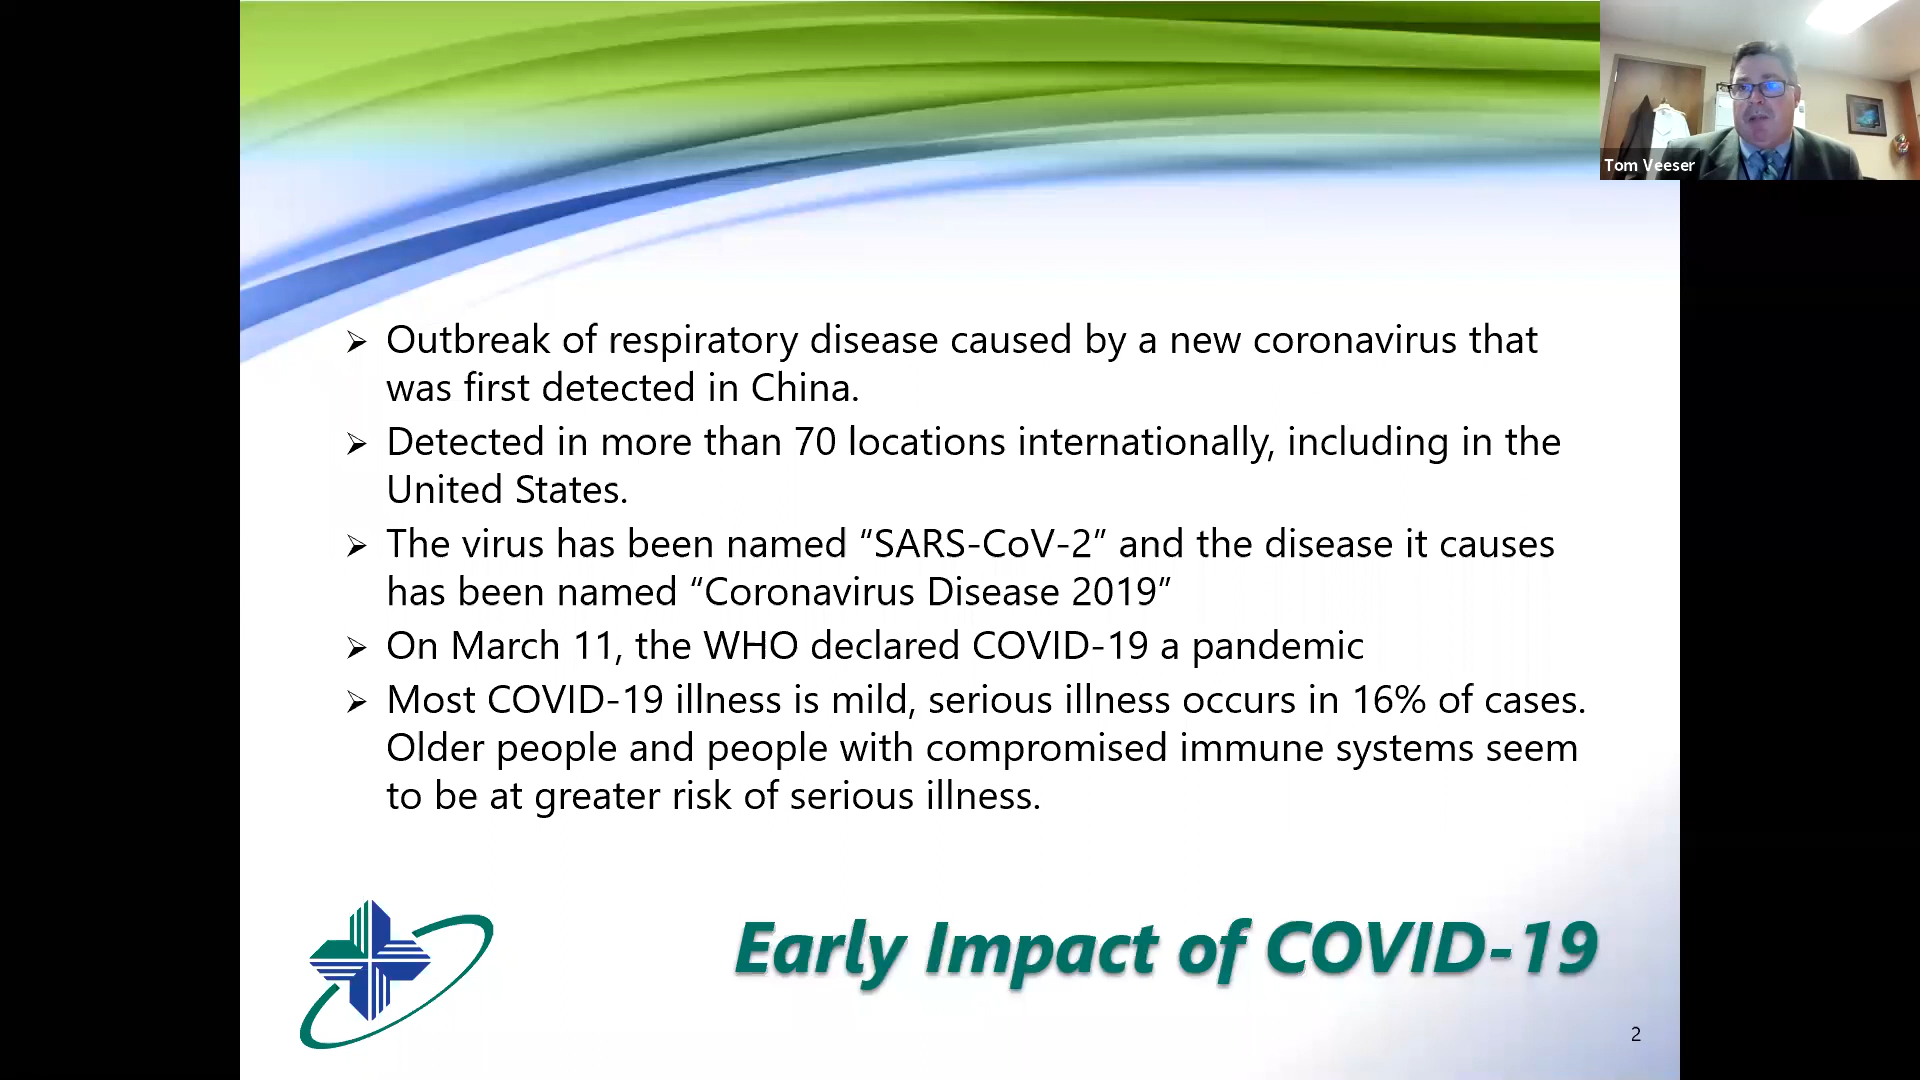 Tom Veeser
➢ Outbreak of respiratory disease caused by a new coronavirus that
was first detected in China.
➢ Detected in more than 70 locations internationally, including in the
United States.
➢ The virus has been named “SARS-CoV-2” and the disease it causes
has been named “Coronavirus Disease 2019”
➢ On March 11, the WHO declared COVID-19 a pandemic
➢ Most COVID-19 illness is mild, serious illness occurs in 16% of cases.
Older people and people with compromised immune systems seem
to be at greater risk of serious illness.
Early Impact of COVID-19
2